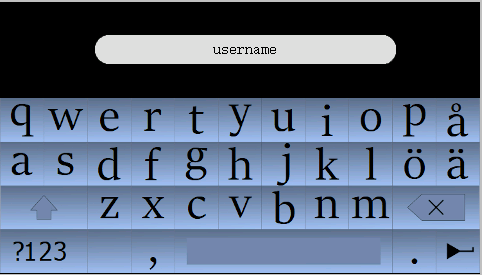 username
q w e r t y u i o p å
a s d f g h j k l ö ä
z x c v b n m
?123 , .